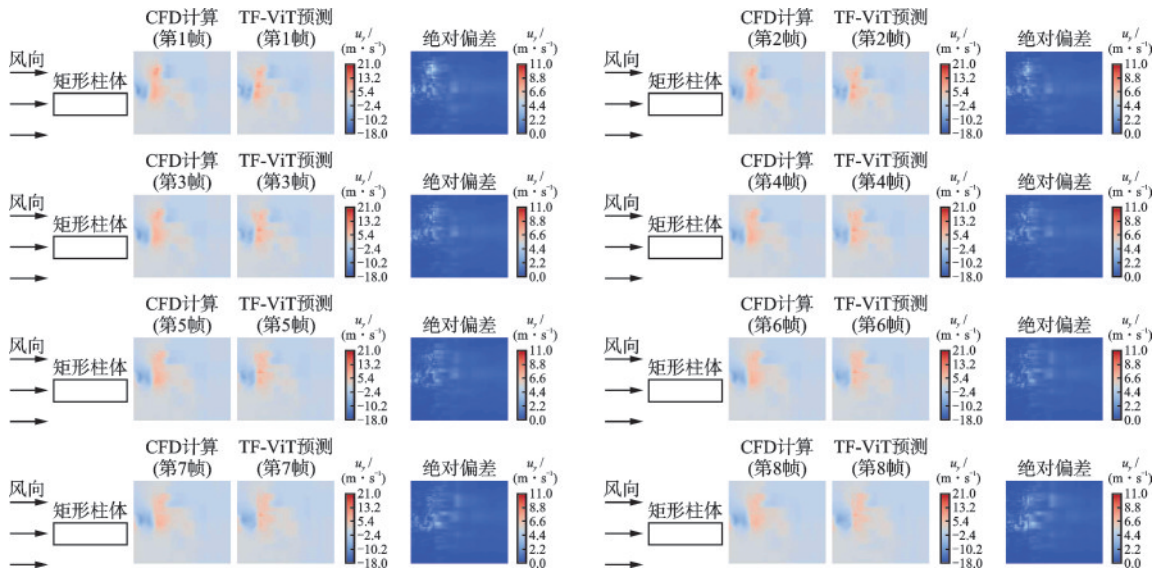 CFD计算 TF-ViT预测 u_y/
(第1帧) (第1帧) (m·s⁻¹) 绝对偏差 (m·s⁻¹)
风向 矩形柱体
21.0 13.2 5.4 −2.4 −10.2 −18.0
11.0 8.8 6.6 4.4 2.2 0.0
CFD计算 TF-ViT预测 u_y/
(第2帧) (第2帧) (m·s⁻¹) 绝对偏差 (m·s⁻¹)
风向 矩形柱体
21.0 13.2 5.4 −2.4 −10.2 −18.0
11.0 8.8 6.6 4.4 2.2 0.0
CFD计算 TF-ViT预测 u_y/
(第3帧) (第3帧) (m·s⁻¹) 绝对偏差 (m·s⁻¹)
风向 矩形柱体
21.0 13.2 5.4 −2.4 −10.2 −18.0
11.0 8.8 6.6 4.4 2.2 0.0
CFD计算 TF-ViT预测 u_y/
(第4帧) (第4帧) (m·s⁻¹) 绝对偏差 (m·s⁻¹)
风向 矩形柱体
21.0 13.2 5.4 −2.4 −10.2 −18.0
11.0 8.8 6.6 4.4 2.2 0.0
CFD计算 TF-ViT预测 u_y/
(第5帧) (第5帧) (m·s⁻¹) 绝对偏差 (m·s⁻¹)
风向 矩形柱体
21.0 13.2 5.4 −2.4 −10.2 −18.0
11.0 8.8 6.6 4.4 2.2 0.0
CFD计算 TF-ViT预测 u_y/
(第6帧) (第6帧) (m·s⁻¹) 绝对偏差 (m·s⁻¹)
风向 矩形柱体
21.0 13.2 5.4 −2.4 −10.2 −18.0
11.0 8.8 6.6 4.4 2.2 0.0
CFD计算 TF-ViT预测 u_y/
(第7帧) (第7帧) (m·s⁻¹) 绝对偏差 (m·s⁻¹)
风向 矩形柱体
21.0 13.2 5.4 −2.4 −10.2 −18.0
11.0 8.8 6.6 4.4 2.2 0.0
CFD计算 TF-ViT预测 u_y/
(第8帧) (第8帧) (m·s⁻¹) 绝对偏差 (m·s⁻¹)
风向 矩形柱体
21.0 13.2 5.4 −2.4 −10.2 −18.0
11.0 8.8 6.6 4.4 2.2 0.0